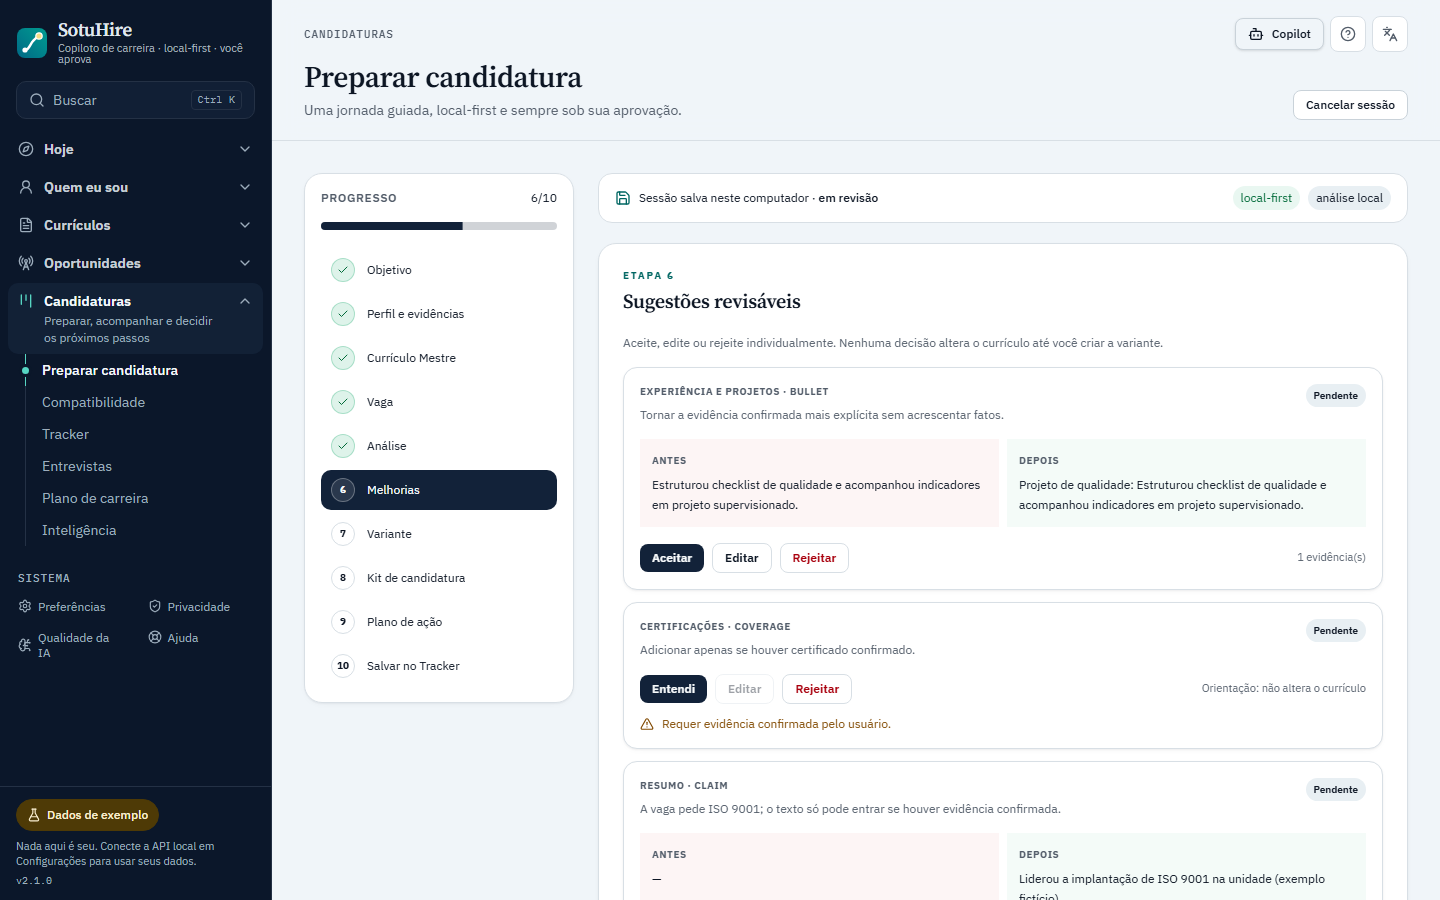 SotuHire
Copiloto de carreira · local-first · você
aprova
Buscar
Ctrl K
Hoje
Quem eu sou
Currículos
Oportunidades
Candidaturas
Preparar, acompanhar e decidir
os próximos passos
Preparar candidatura
Compatibilidade
Tracker
Entrevistas
Plano de carreira
Inteligência
SISTEMA
Preferências
Privacidade
Qualidade da
IA
Ajuda
Dados de exemplo
Nada aqui é seu. Conecte a API local em
Configurações para usar seus dados.
v2.1.0
CANDIDATURAS
Copilot
Preparar candidatura
Uma jornada guiada, local-first e sempre sob sua aprovação.
Cancelar sessão
PROGRESSO
6/10
Objetivo
Perfil e evidências
Currículo Mestre
Vaga
Análise
6 Melhorias
7 Variante
8 Kit de candidatura
9 Plano de ação
10 Salvar no Tracker
Sessão salva neste computador · em revisão
local-first
análise local
ETAPA 6
Sugestões revisáveis
Aceite, edite ou rejeite individualmente. Nenhuma decisão altera o currículo até você criar a variante.
EXPERIÊNCIA E PROJETOS · BULLET
Pendente
Tornar a evidência confirmada mais explícita sem acrescentar fatos.
ANTES
Estruturou checklist de qualidade e acompanhou indicadores
em projeto supervisionado.
DEPOIS
Projeto de qualidade: Estruturou checklist de qualidade e
acompanhou indicadores em projeto supervisionado.
Aceitar
Editar
Rejeitar
1 evidência(s)
CERTIFICAÇÕES · COVERAGE
Pendente
Adicionar apenas se houver certificado confirmado.
Entendi
Editar
Rejeitar
Orientação: não altera o currículo
Requer evidência confirmada pelo usuário.
RESUMO · CLAIM
Pendente
A vaga pede ISO 9001; o texto só pode entrar se houver evidência confirmada.
ANTES
—
DEPOIS
Liderou a implantação de ISO 9001 na unidade (exemplo
fictício)